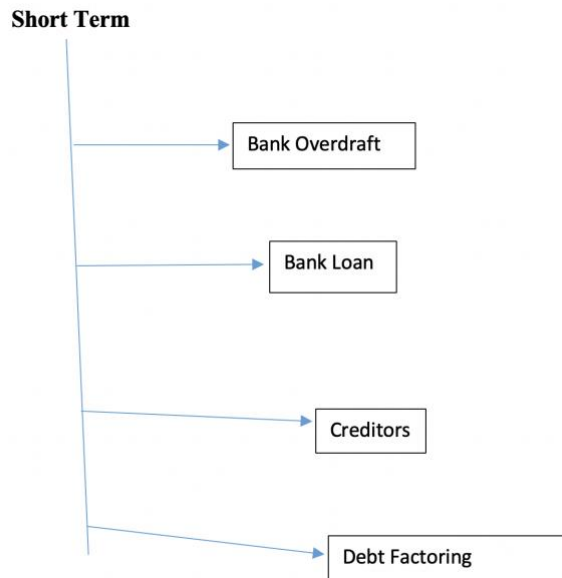 Short Term
Bank Overdraft
Bank Loan
Creditors
Debt Factoring